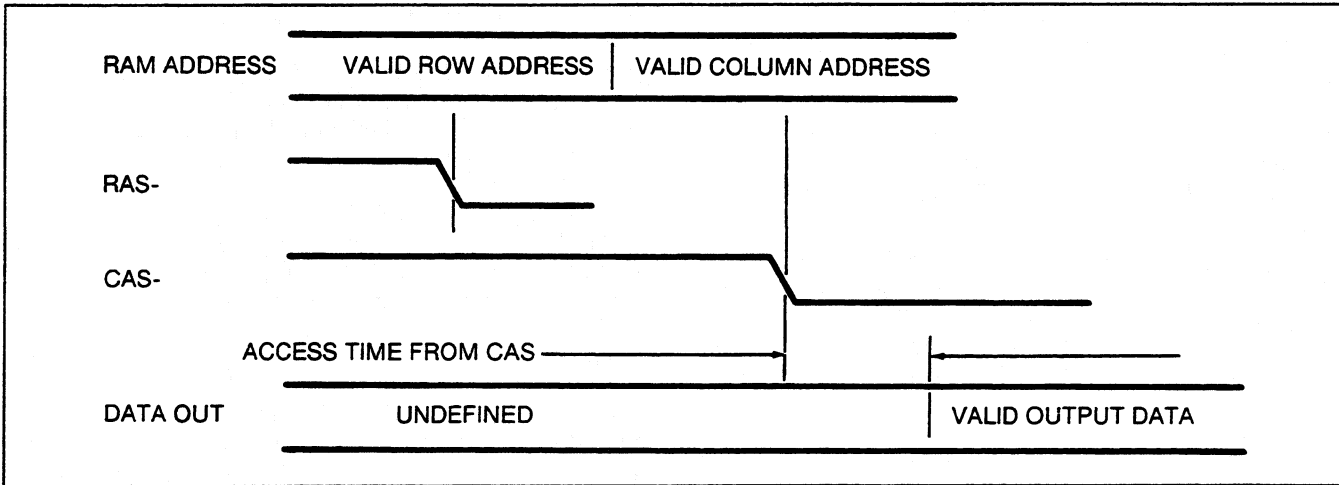 RAM ADDRESS VALID ROW ADDRESS VALID COLUMN ADDRESS
RAS-
CAS-
ACCESS TIME FROM CAS
DATA OUT UNDEFINED VALID OUTPUT DATA